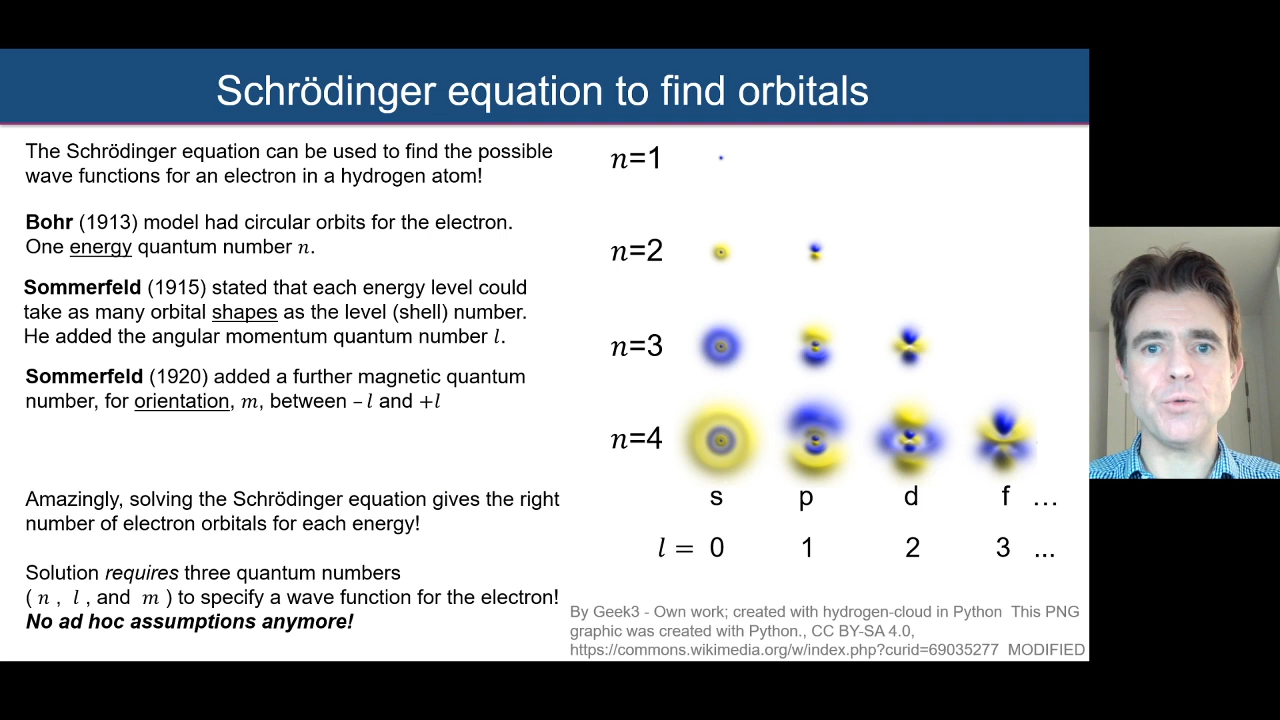 Schrödinger equation to find orbitals
The Schrödinger equation can be used to find the possible
wave functions for an electron in a hydrogen atom!
Bohr (1913) model had circular orbits for the electron.
One energy quantum number n.
Sommerfeld (1915) stated that each energy level could
take as many orbital shapes as the level (shell) number.
He added the angular momentum quantum number l.
Sommerfeld (1920) added a further magnetic quantum
number, for orientation, m, between – l and +l
Amazingly, solving the Schrödinger equation gives the right
number of electron orbitals for each energy!
Solution requires three quantum numbers
( n , l , and m ) to specify a wave function for the electron!
No ad hoc assumptions anymore!
n=1
n=2
n=3
n=4
s p d f …
l = 0 1 2 3 ...
By Geek3 - Own work; created with hydrogen-cloud in Python This PNG
graphic was created with Python., CC BY-SA 4.0,
https://commons.wikimedia.org/w/index.php?curid=69035277 MODIFIED